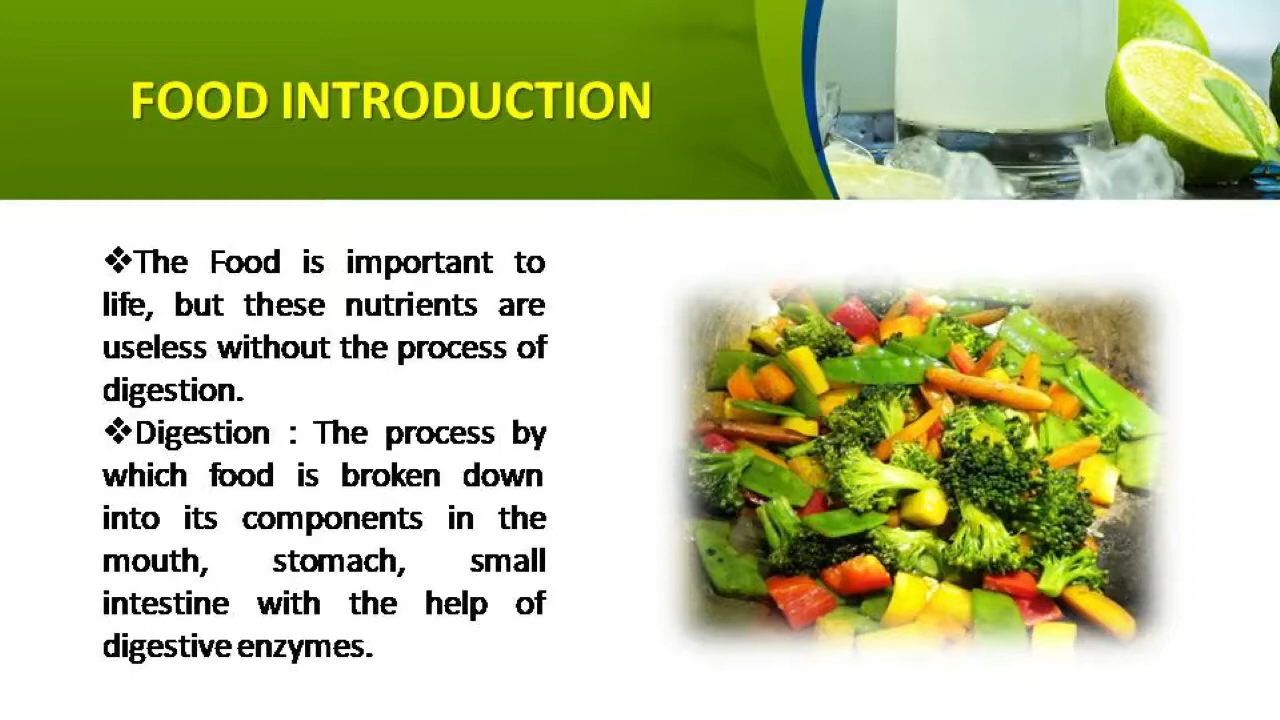 FOOD INTRODUCTION
❖The Food is important to
life, but these nutrients are
useless without the process of
digestion.
❖Digestion : The process by
which food is broken down
into its components in the
mouth, stomach, small
intestine with the help of
digestive enzymes.